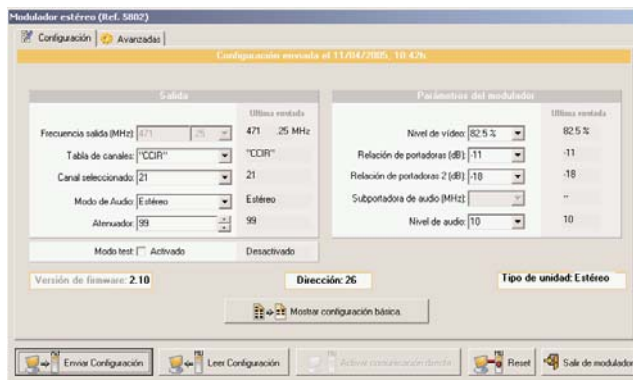 Modulador estéreo (Ref. 5802)
Configuración
Avanzadas
Configuración enviada el 11/04/2005, 10:42h
Salida
Última enviada
Frecuencia salida (MHz): 471 .25 471 .25 MHz
Tabla de canales: "CCIR" "CCIR"
Canal seleccionado: 21 21
Modo de Audio: Estéreo Estéreo
Atenuador: 99 99
Modo test: Activado Desactivado
Parámetros del modulador
Última enviada
Nivel de vídeo: 82.5 % 82.5 %
Relación de portadoras (dB): -11 -11
Relación de portadoras 2 (dB): -18 -18
Subportadora de audio (MHz): --
Nivel de audio: 10 10
Versión de firmware: 2.10
Dirección: 26
Tipo de unidad: Estéreo
Mostrar configuración básica.
Enviar Configuración
Leer Configuración
Activar comunicación directa
Reset
Salir de modulador